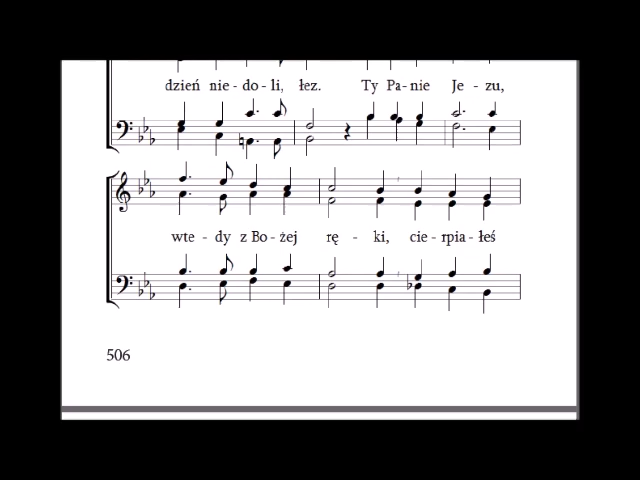 dzień nie - do - li, łez. Ty Pa - nie Je - zu,
wte - dy z Bo - żej rę - ki, cie - rpia - łeś
506